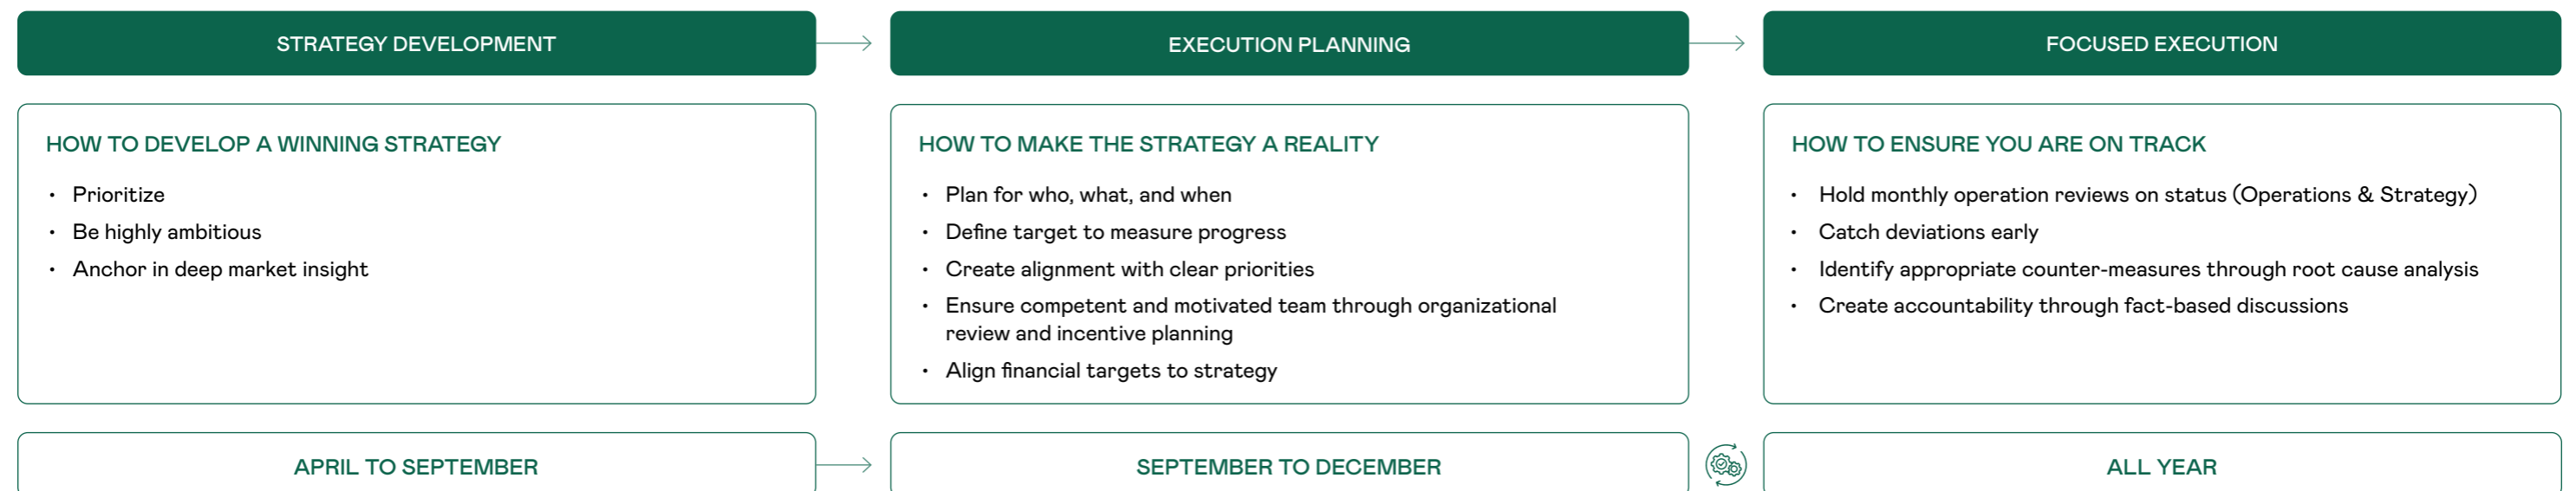 STRATEGY DEVELOPMENT
EXECUTION PLANNING
FOCUSED EXECUTION
HOW TO DEVELOP A WINNING STRATEGY
• Prioritize
• Be highly ambitious
• Anchor in deep market insight
HOW TO MAKE THE STRATEGY A REALITY
• Plan for who, what, and when
• Define target to measure progress
• Create alignment with clear priorities
• Ensure competent and motivated team through organizational
review and incentive planning
• Align financial targets to strategy
HOW TO ENSURE YOU ARE ON TRACK
• Hold monthly operation reviews on status (Operations & Strategy)
• Catch deviations early
• Identify appropriate counter-measures through root cause analysis
• Create accountability through fact-based discussions
APRIL TO SEPTEMBER
SEPTEMBER TO DECEMBER
ALL YEAR